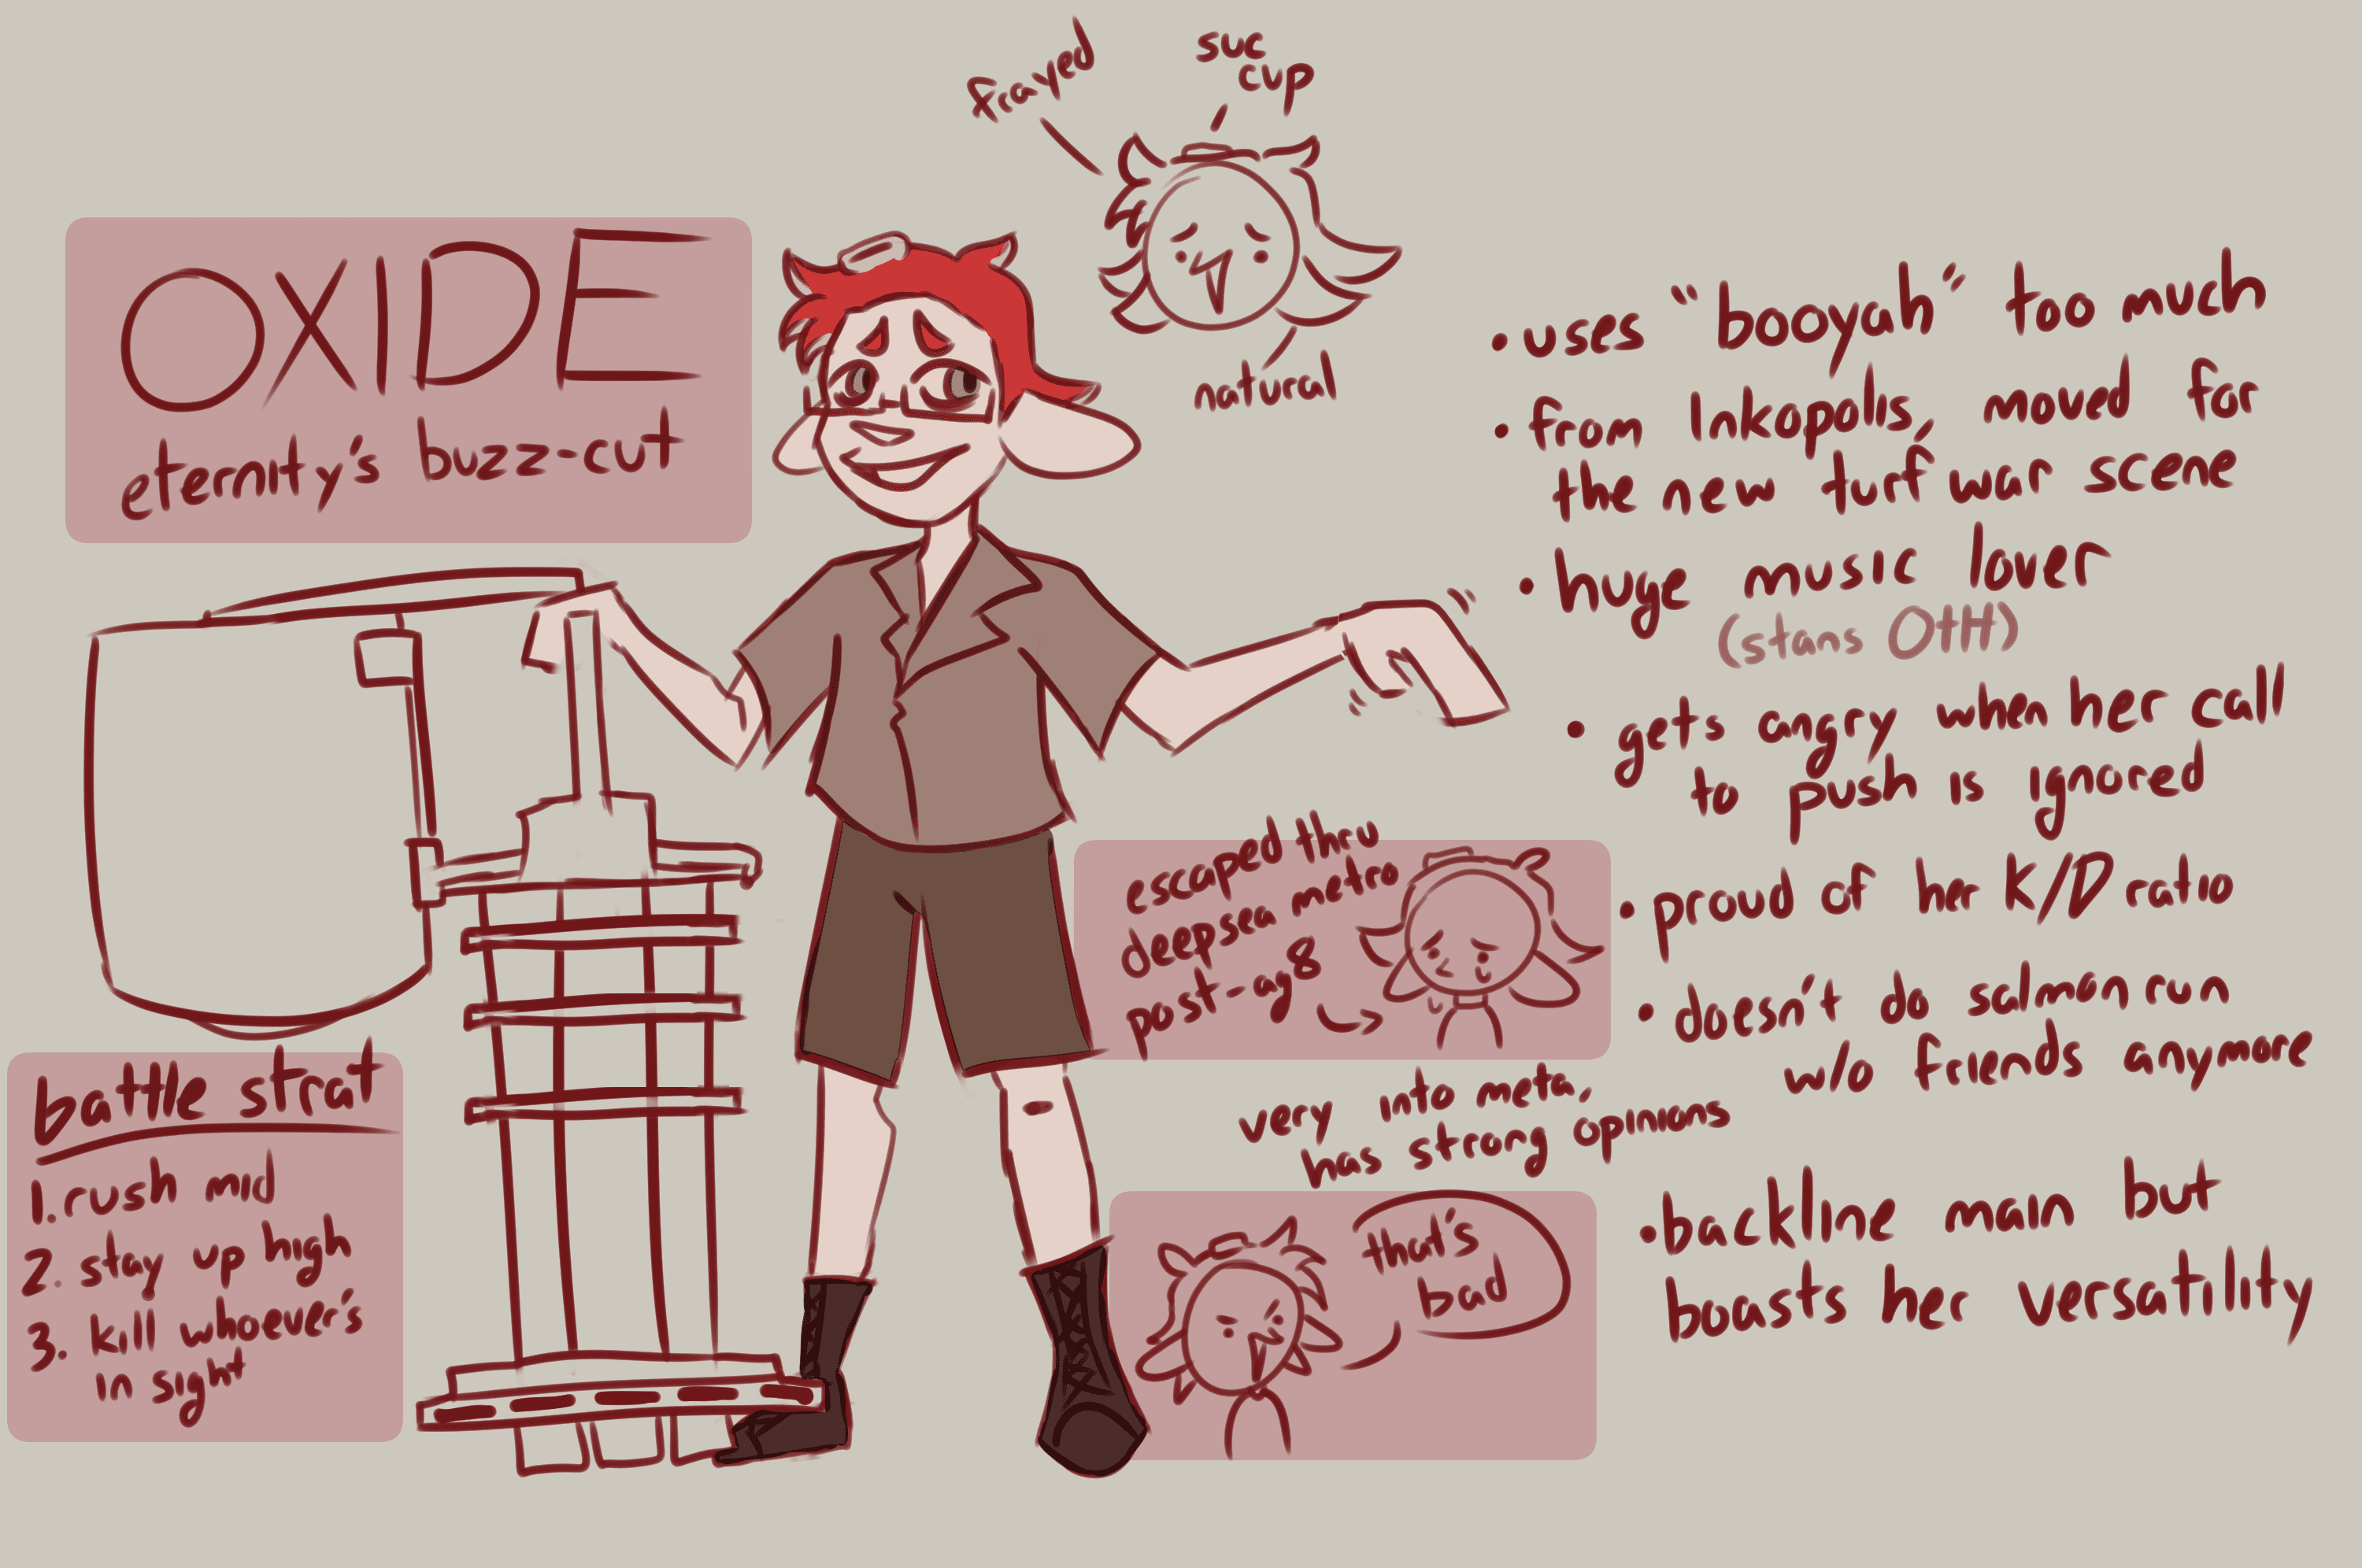 frayed
suc
cup
natural
OXIDE
eternity's buzz-cut
• uses "booyah" too much
• from Inkopolis, moved for
the new turf war scene
• huge music lover
(stans OTH)
• gets angry when her call
to push is ignored
• proud of her K/D ratio
• doesn't do salmon run
w/o friends anymore
• backline main but
boasts her versatility
escaped thru
deepsea metro
post-ag8
very into meta,
has strong opinions
that's
bad
battle strat
1. rush mid
2. stay up high
3. kill whoever's
in sight